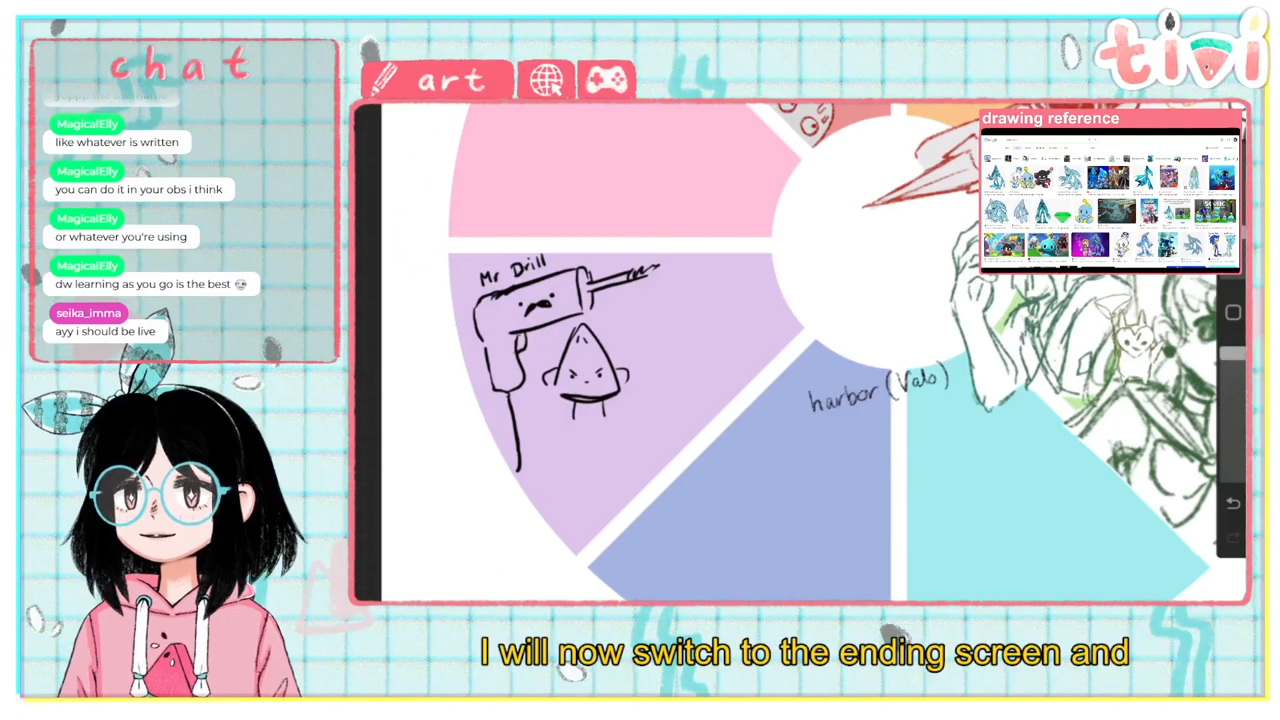 chat
MagicalElly
like whatever is written
MagicalElly
you can do it in your obs i think
MagicalElly
or whatever you're using
MagicalElly
dw learning as you go is the best
seika_imma
ayy i should be live
art
tivi
drawing reference
Mr Drill
harbor (Valo)
I will now switch to the ending screen and